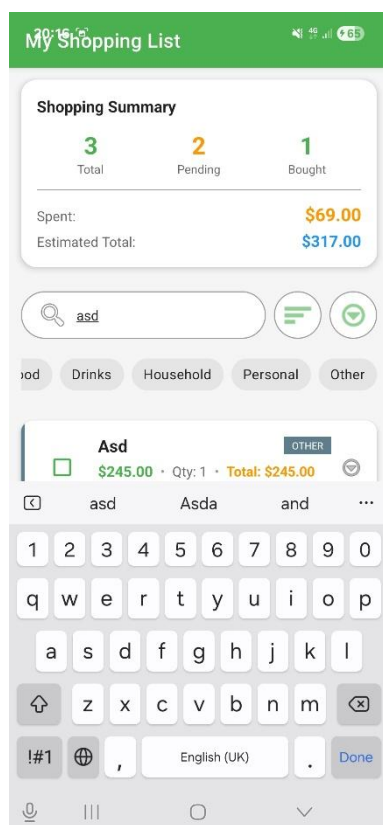 20:16
My Shopping List
4G
65
Shopping Summary
3 2 1
Total Pending Bought
Spent: $69.00
Estimated Total: $317.00
asd
ood Drinks Household Personal Other
Asd OTHER
$245.00 · Qty: 1 · Total: $245.00
asd Asda and ...
1 2 3 4 5 6 7 8 9 0
q w e r t y u i o p
a s d f g h j k l
z x c v b n m
!#1 , English (UK) . Done